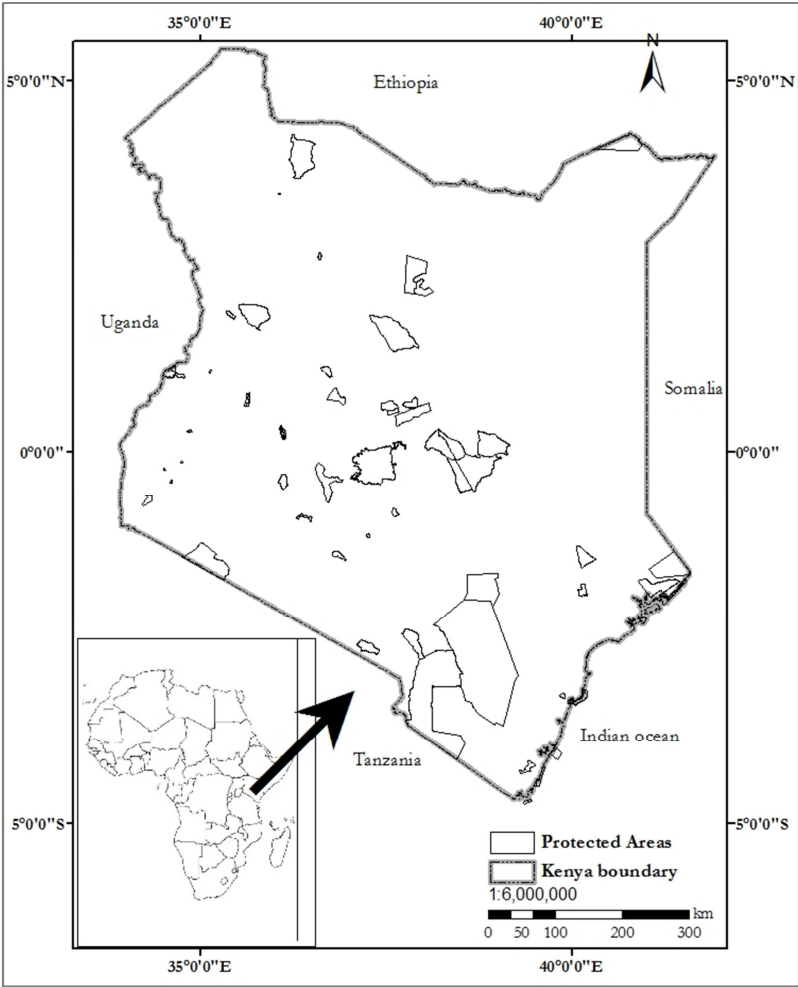 35°0'0"E 40°0'0"E
N
5°0'0"N 5°0'0"N
Ethiopia
Uganda
Somalia
0°0'0" 0°0'0"
Indian ocean
Tanzania
5°0'0"S 5°0'0"S
Protected Areas
Kenya boundary
1:6,000,000
km
0 50 100 200 300
35°0'0"E 40°0'0"E